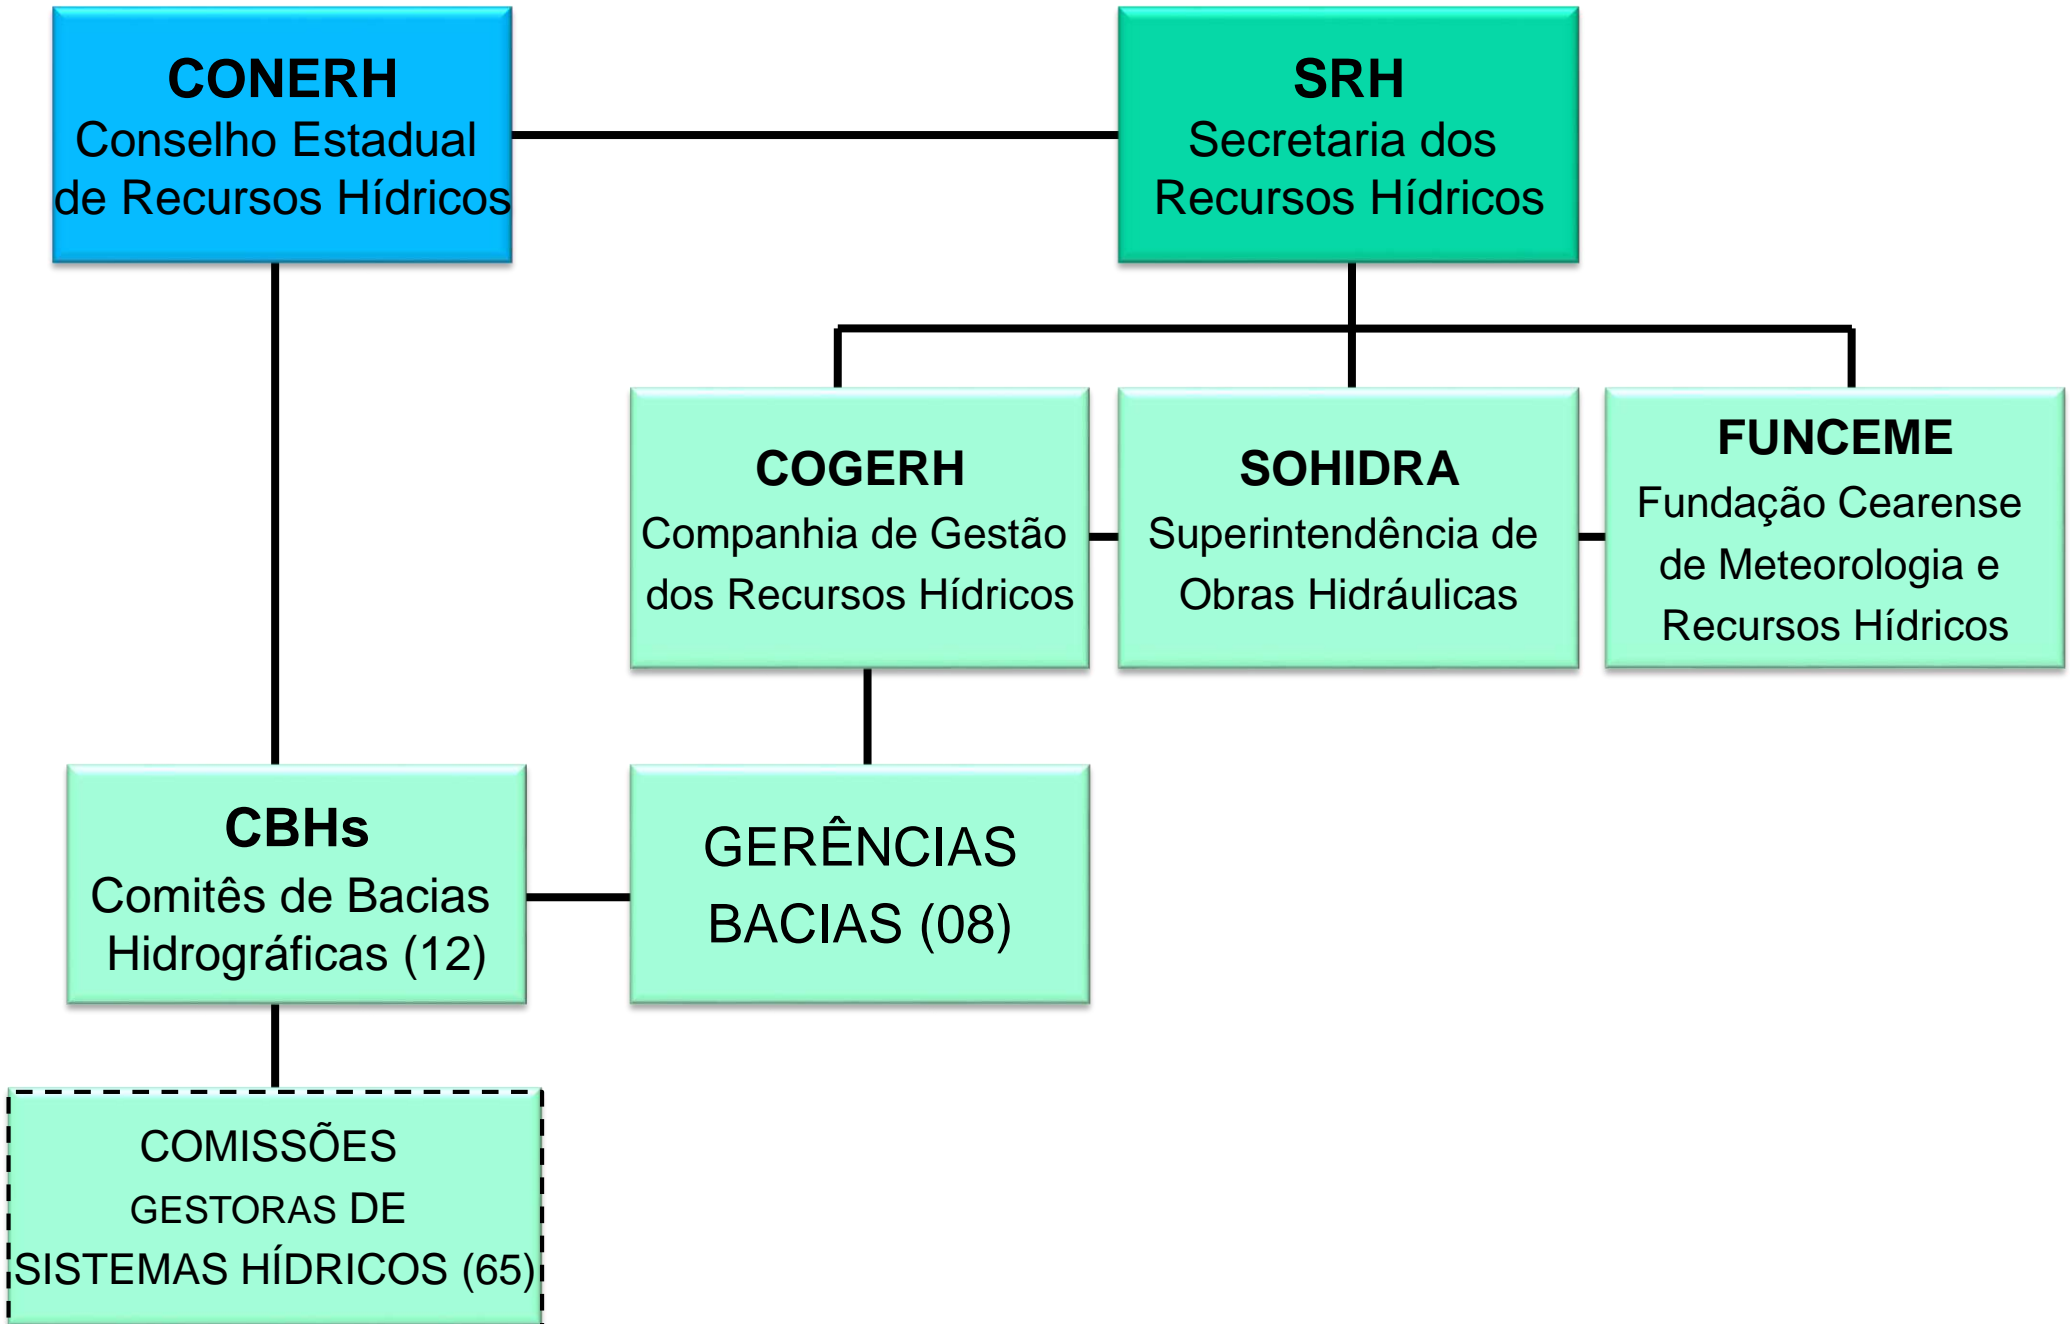 CONERH
Conselho Estadual
de Recursos Hídricos
SRH
Secretaria dos
Recursos Hídricos
COGERH
Companhia de Gestão
dos Recursos Hídricos
SOHIDRA
Superintendência de
Obras Hidráulicas
FUNCEME
Fundação Cearense
de Meteorologia e
Recursos Hídricos
CBHs
Comitês de Bacias
Hidrográficas (12)
GERÊNCIAS
BACIAS (08)
COMISSÕES
GESTORAS DE
SISTEMAS HÍDRICOS (65)